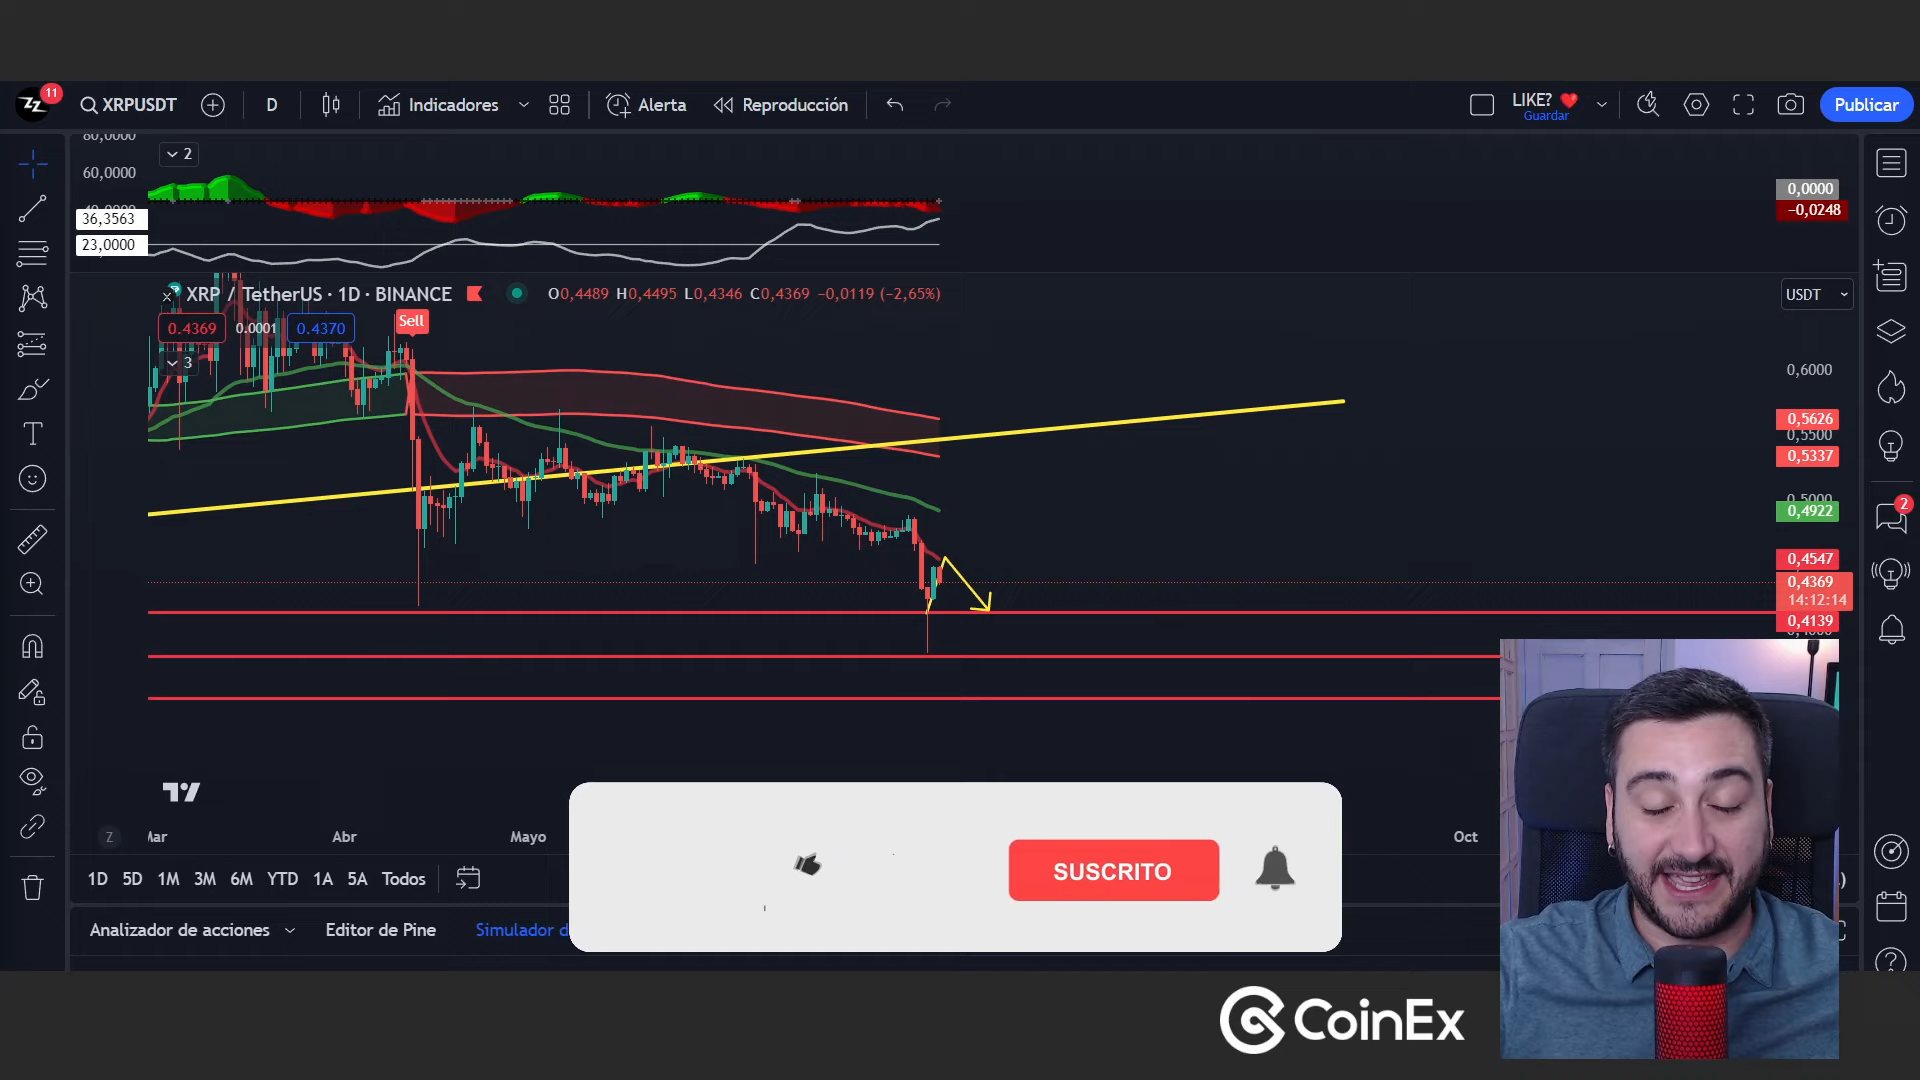 11
XRPUSDT
D
Indicadores
Alerta
Reproducción
LIKE? ❤️
Guardar
Publicar
80,0000
2
60,0000
36,3563
23,0000
0,0000
−0,0248
XRP / TetherUS · 1D · BINANCE
O0,4489 H0,4495 L0,4346 C0,4369 −0,0119 (−2,65%)
USDT
0.4369
0.0001
0.4370
Sell
3
0,6000
0,5626
0,5500
0,5337
0,5000
0,4922
2
0,4547
0,4369
14:12:14
0,4139
Z
Mar
Abr
Mayo
Oct
1D
5D
1M
3M
6M
YTD
1A
5A
Todos
SUSCRITO
Analizador de acciones
Editor de Pine
Simulador d
CoinEx